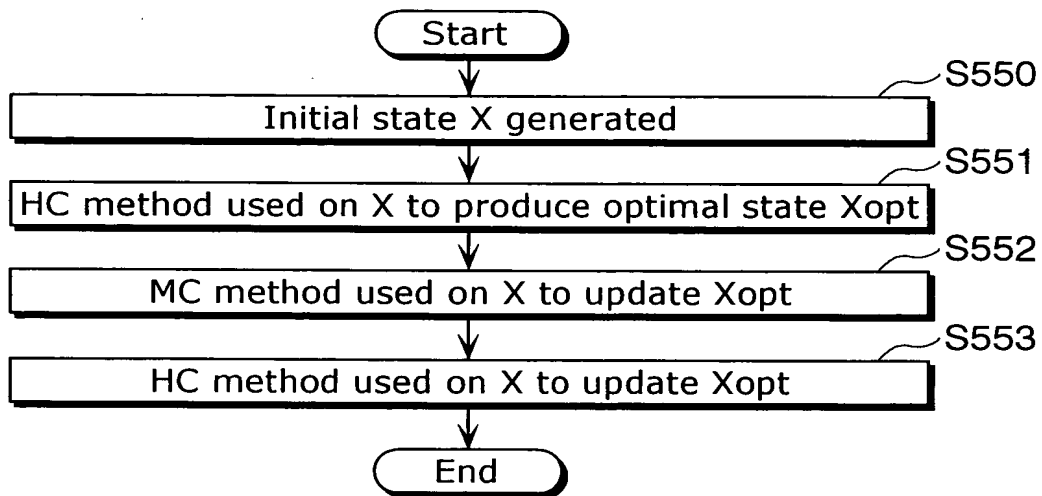 Start
S550
Initial state X generated
S551
HC method used on X to produce optimal state Xopt
S552
MC method used on X to update Xopt
S553
HC method used on X to update Xopt
End